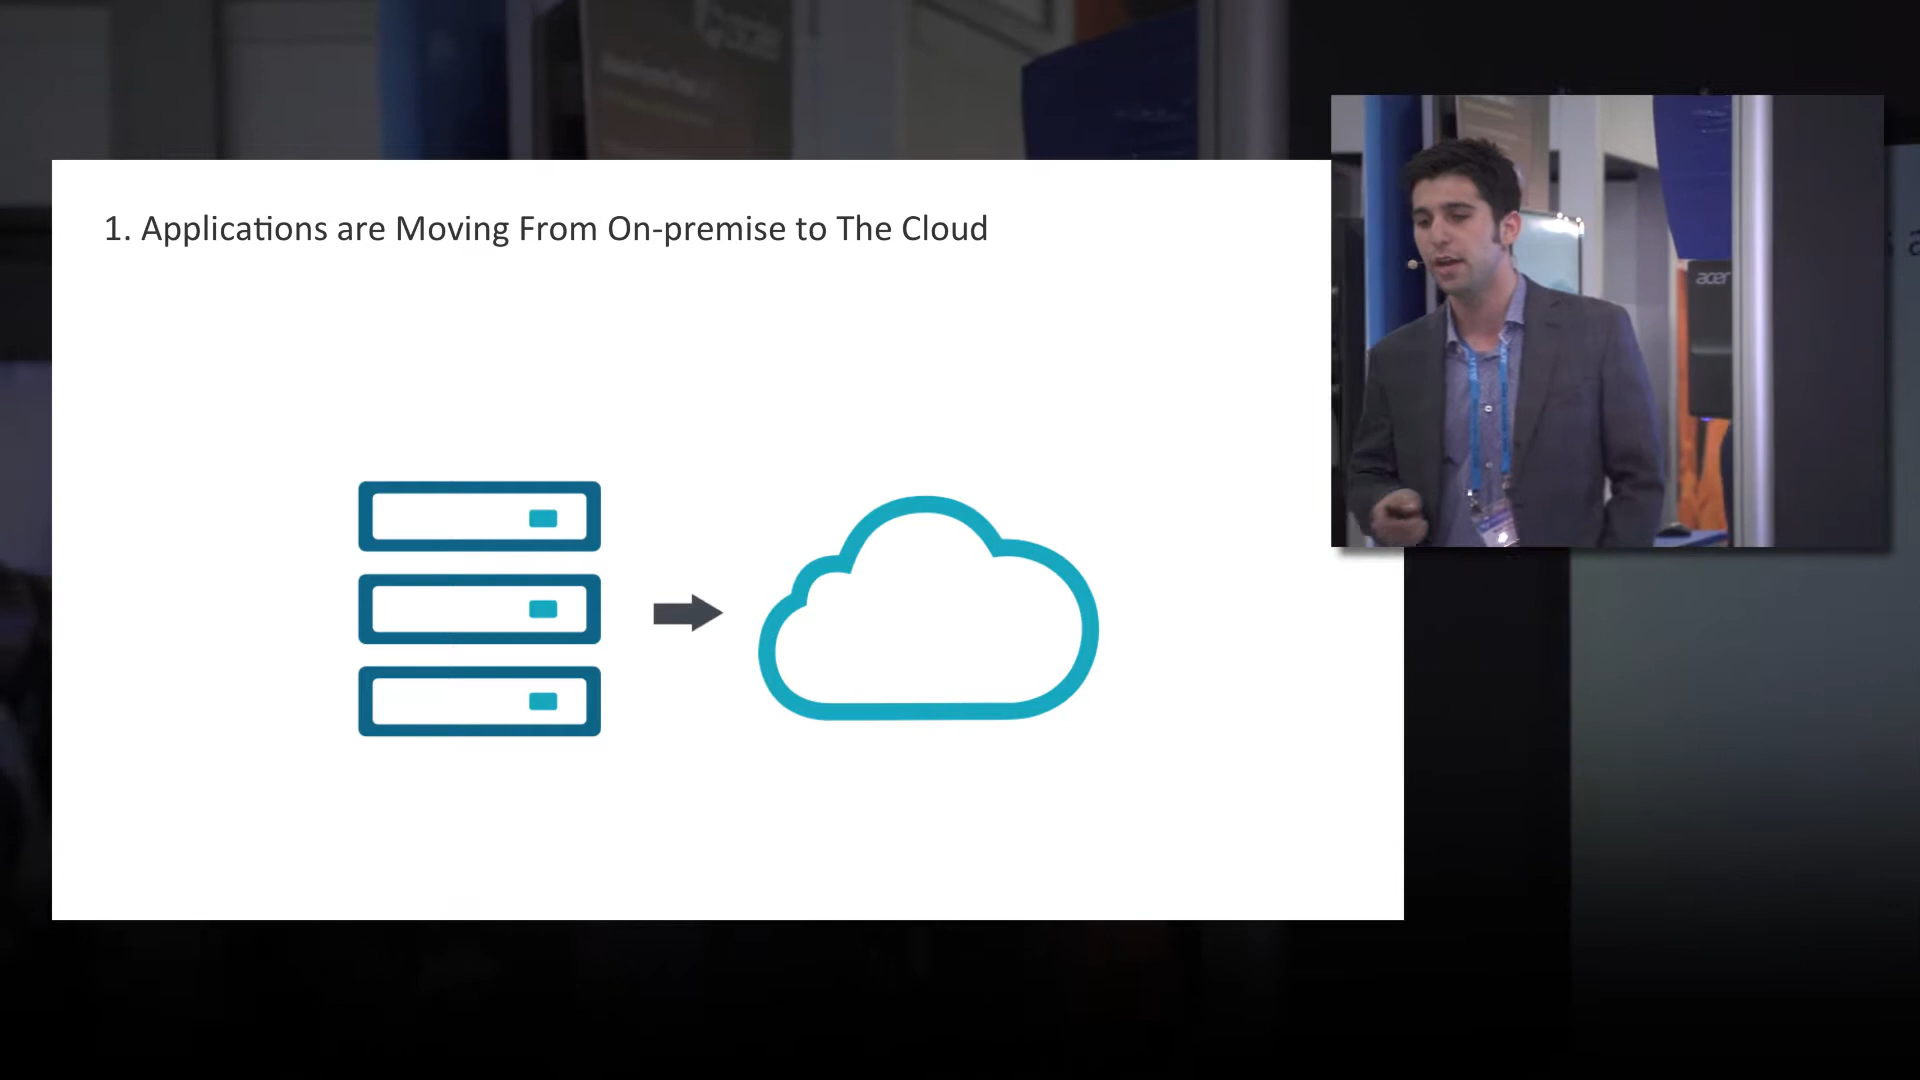 1. Applications are Moving From On-premise to The Cloud
acer